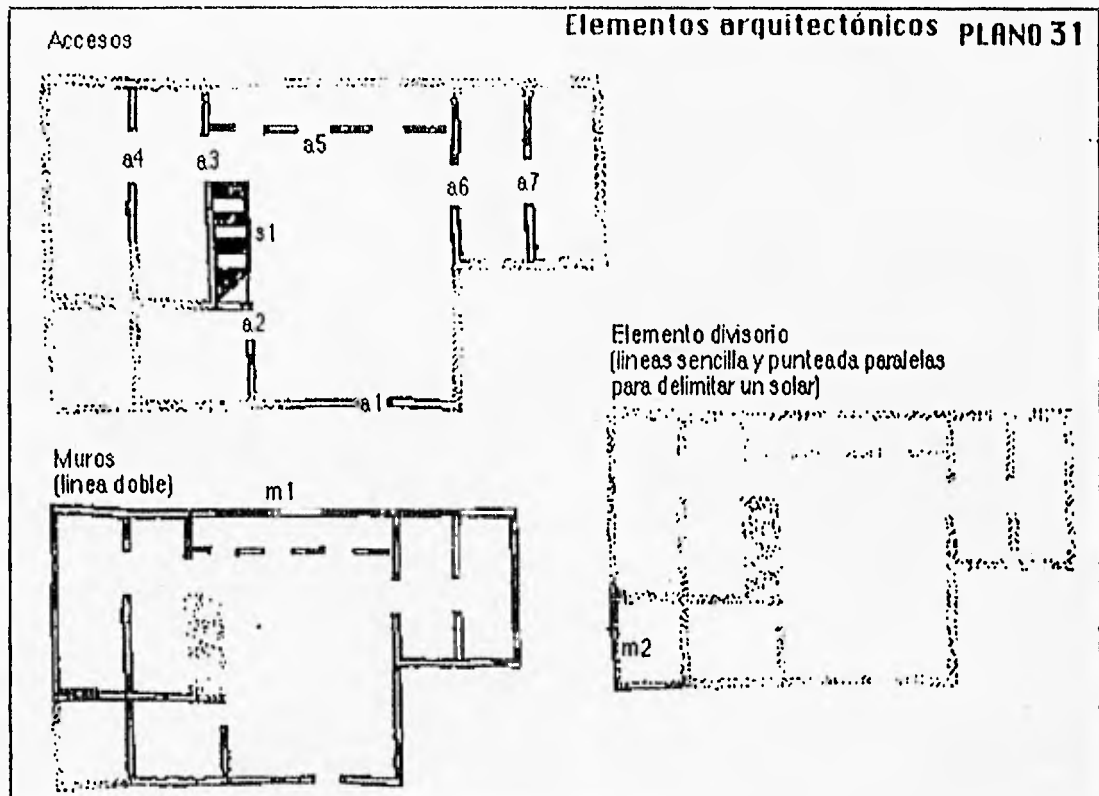 Elementos arquitectónicos PLANO 31
Accesos
a4
a3
a5
a6
a7
s1
a2
a1
Elemento divisorio
(lineas sencilla y punteada paralelas
para delimitar un solar)
m2
Muros
(linea doble)
m1